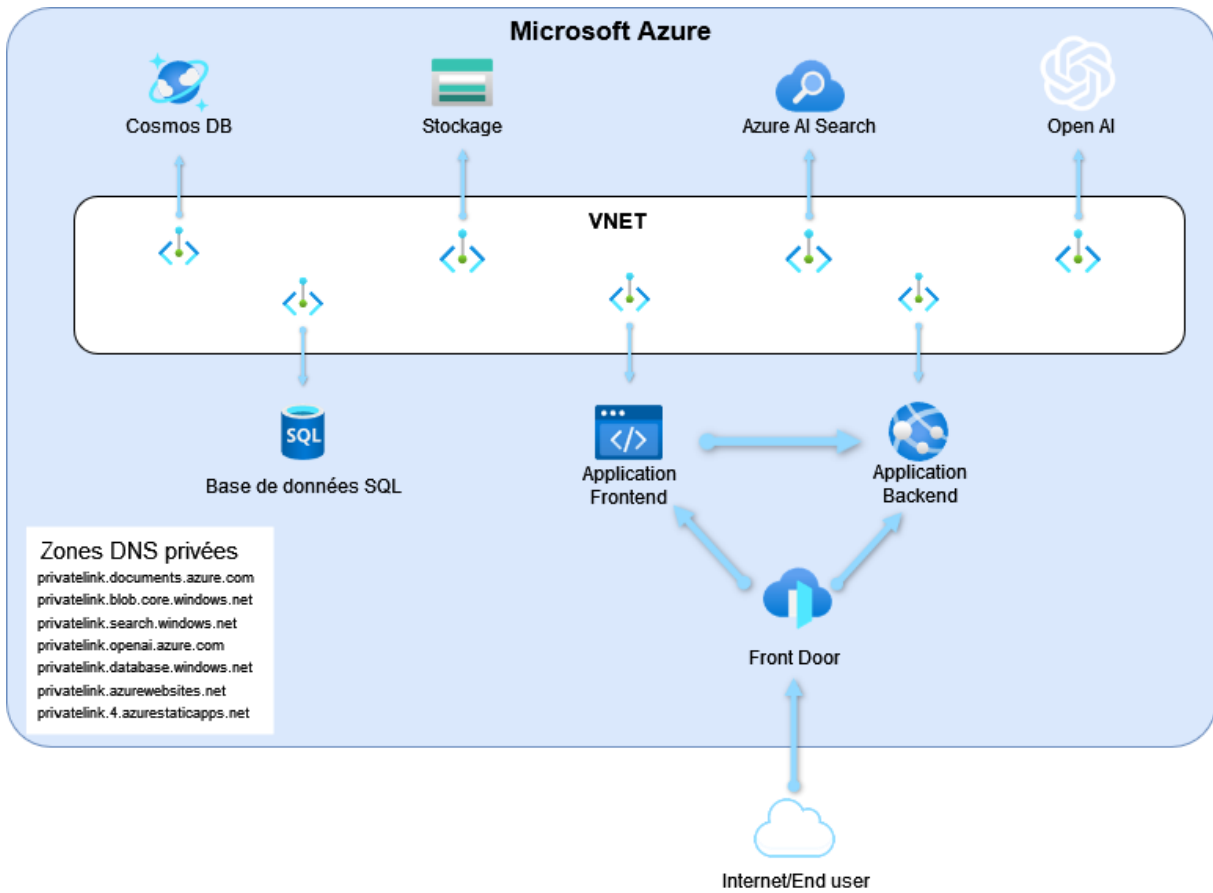 Microsoft Azure
Cosmos DB
Stockage
Azure AI Search
Open AI
VNET
SQL
Base de données SQL
Application
Frontend
Application
Backend
Zones DNS privées
privatelink.documents.azure.com
privatelink.blob.core.windows.net
privatelink.search.windows.net
privatelink.openai.azure.com
privatelink.database.windows.net
privatelink.azurewebsites.net
privatelink.4.azurestaticapps.net
Front Door
Internet/End user